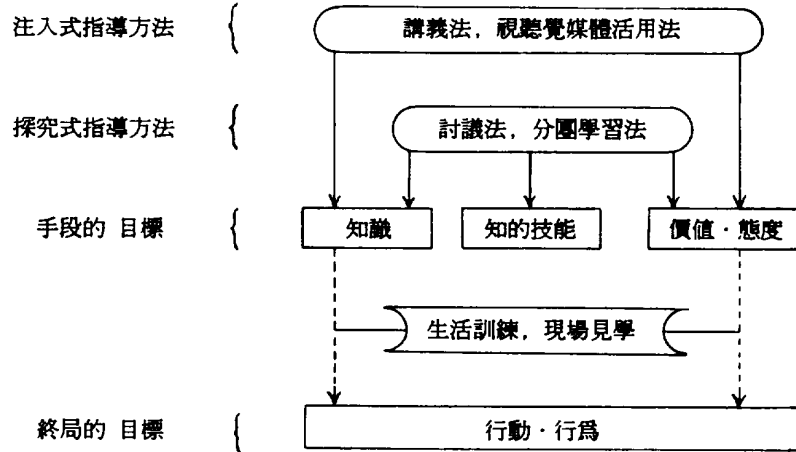 注入式指導方法 { 講義法, 視聽覺媒體活用法
探究式指導方法 { 討議法, 分團學習法
手段的 目標 { 知識 知的技能 價値·態度
生活訓練, 現場見學
終局的 目標 { 行動·行爲